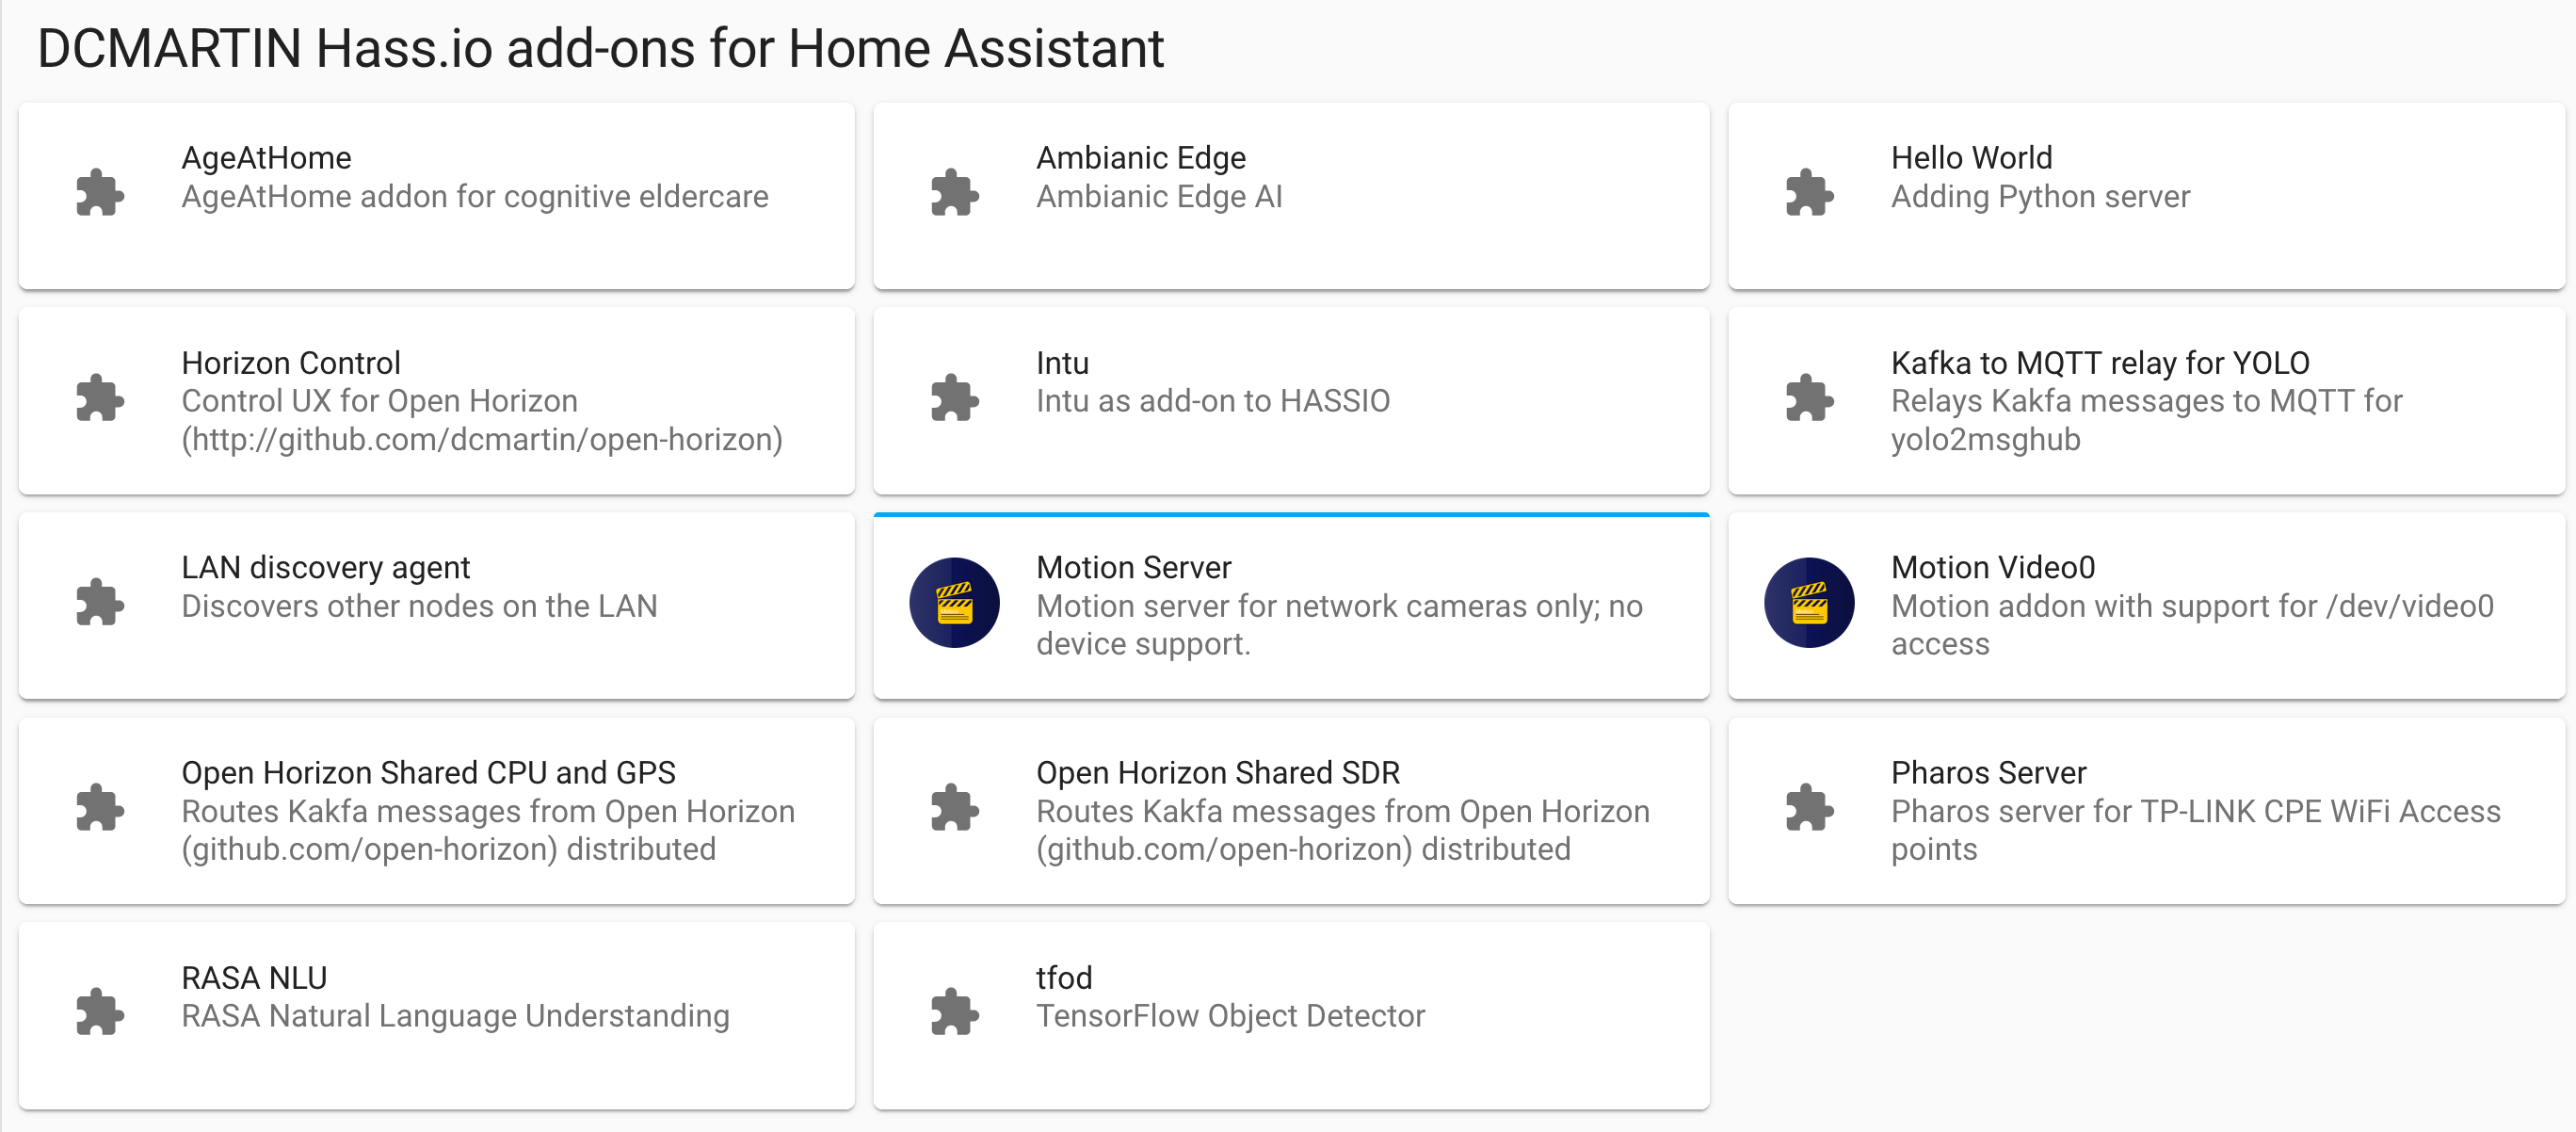 DCMARTIN Hass.io add-ons for Home Assistant
AgeAtHome
AgeAtHome addon for cognitive eldercare
Ambianic Edge
Ambianic Edge AI
Hello World
Adding Python server
Horizon Control
Control UX for Open Horizon
(http://github.com/dcmartin/open-horizon)
Intu
Intu as add-on to HASSIO
Kafka to MQTT relay for YOLO
Relays Kakfa messages to MQTT for
yolo2msghub
LAN discovery agent
Discovers other nodes on the LAN
Motion Server
Motion server for network cameras only; no
device support.
Motion Video0
Motion addon with support for /dev/video0
access
Open Horizon Shared CPU and GPS
Routes Kakfa messages from Open Horizon
(github.com/open-horizon) distributed
Open Horizon Shared SDR
Routes Kakfa messages from Open Horizon
(github.com/open-horizon) distributed
Pharos Server
Pharos server for TP-LINK CPE WiFi Access
points
RASA NLU
RASA Natural Language Understanding
tfod
TensorFlow Object Detector